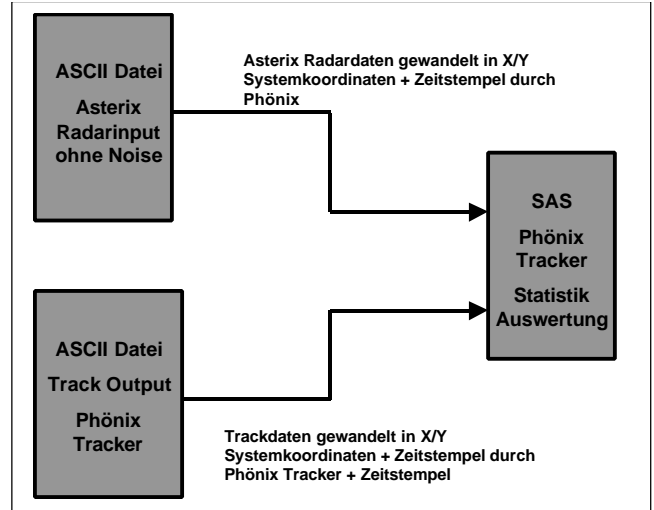 ASCII Datei
Asterix
Radarinput
ohne Noise
Asterix Radardaten gewandelt in X/Y
Systemkoordinaten + Zeitstempel durch
Phönix
SAS
Phönix
Tracker
Statistik
Auswertung
ASCII Datei
Track Output
Phönix
Tracker
Trackdaten gewandelt in X/Y
Systemkoordinaten + Zeitstempel durch
Phönix Tracker + Zeitstempel